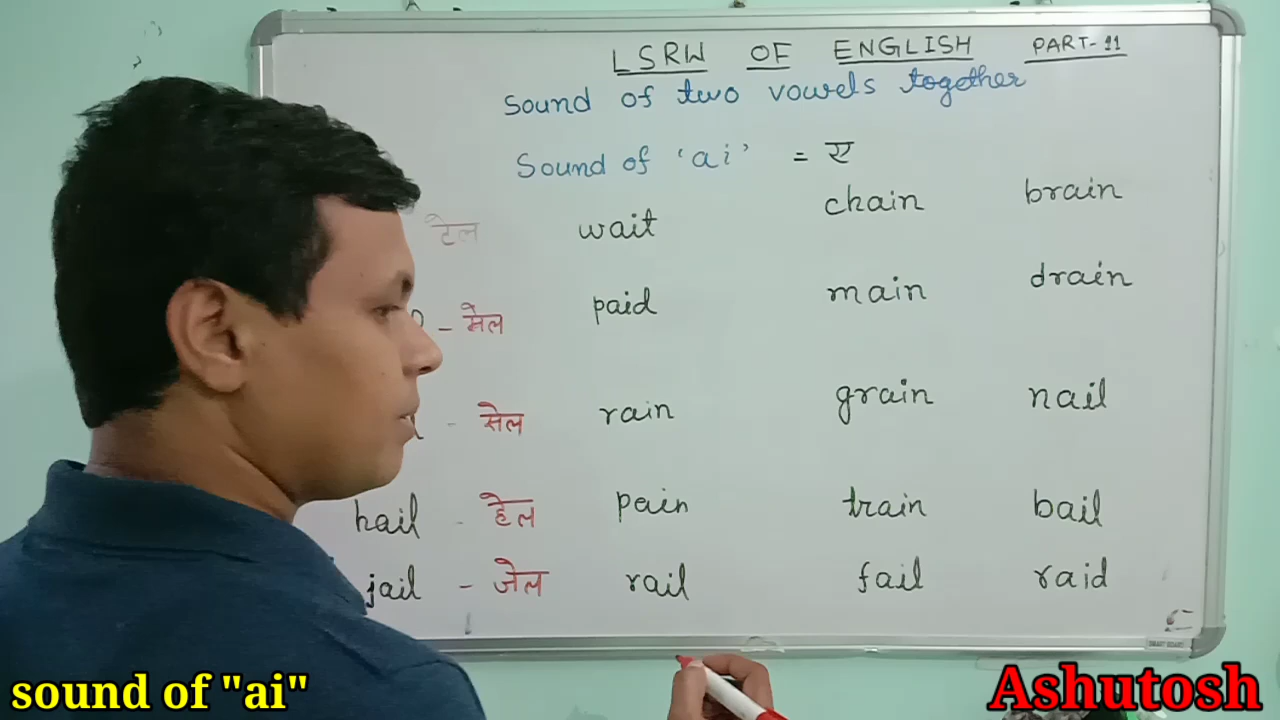 LSRW OF ENGLISH PART-11
Sound of two vowels together
Sound of 'ai' = ए
टेल wait chain brain
- मेल paid main drain
- सेल rain grain nail
hail - हेल pain train bail
jail - जेल rail fail raid
sound of "ai"
Ashutosh